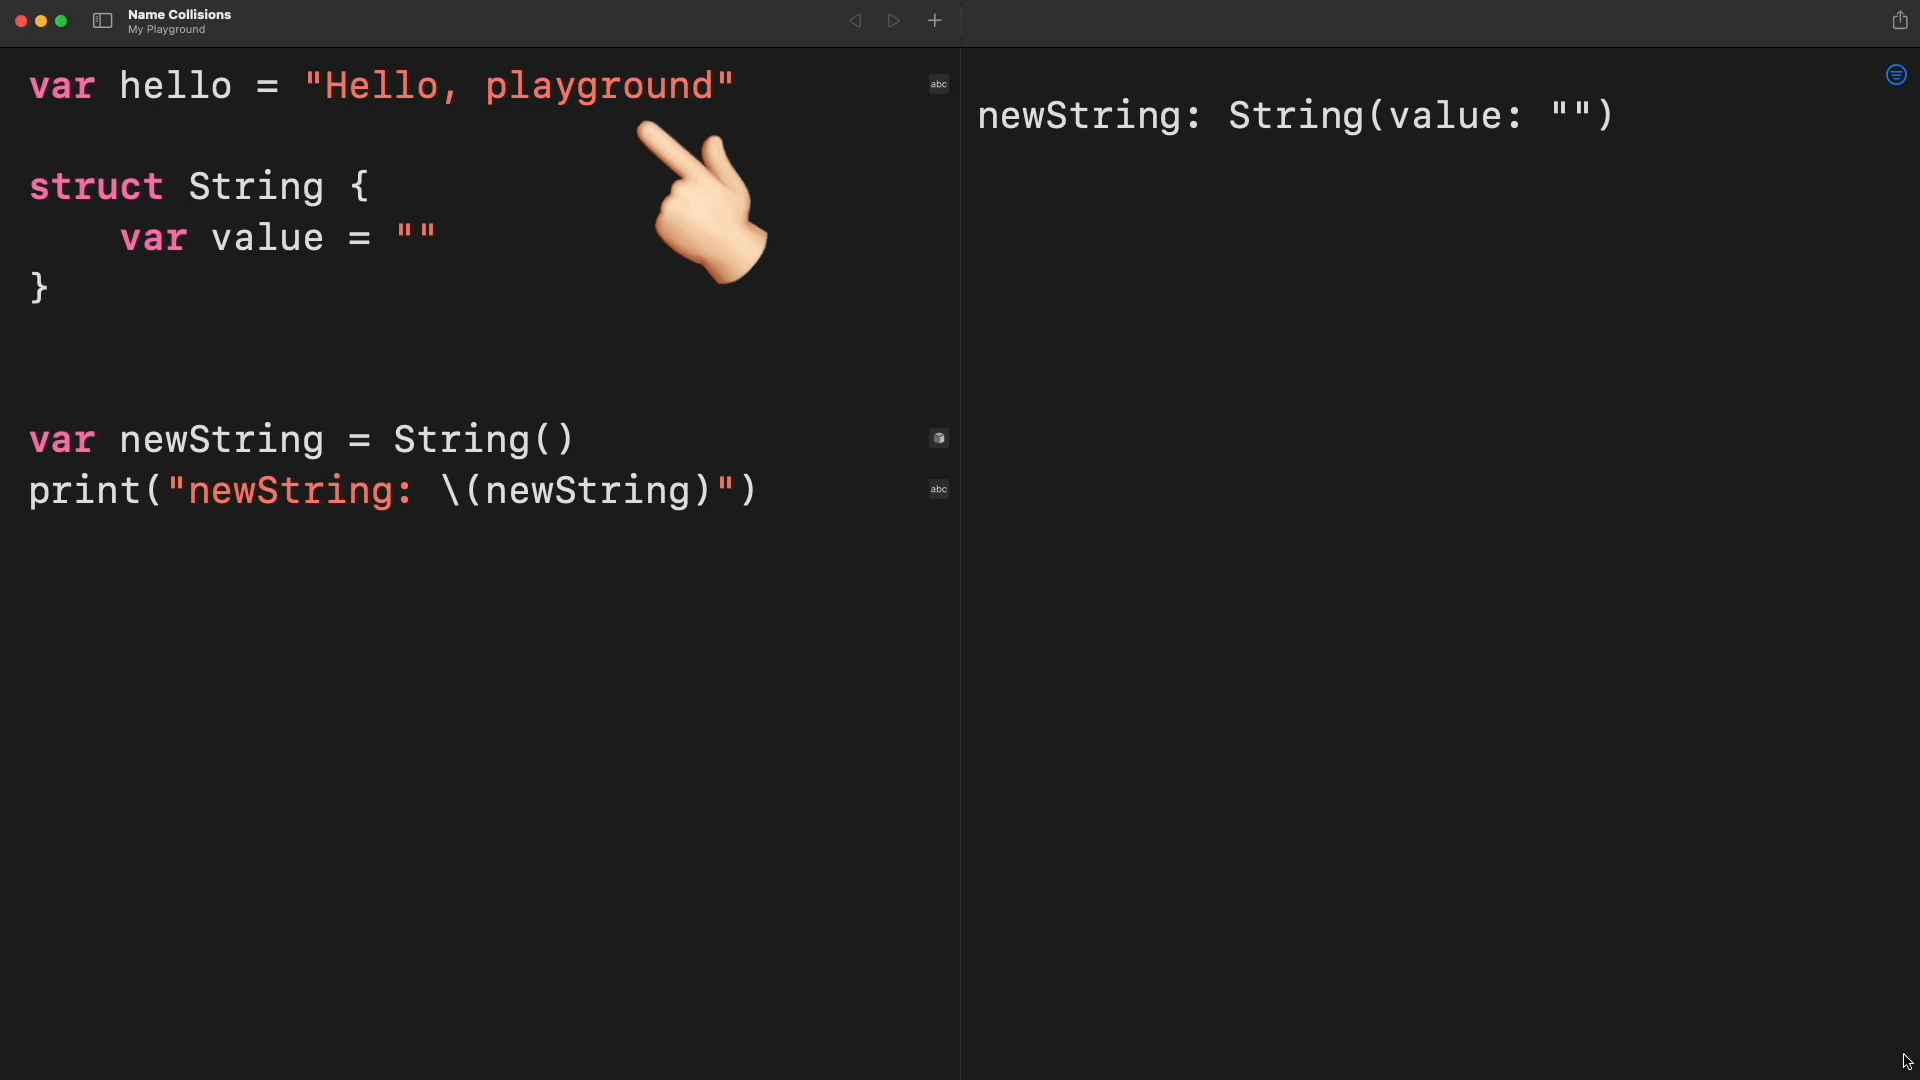 Name Collisions
My Playground
var hello = "Hello, playground"
abc
struct String {
var value = ""
}
var newString = String()
print("newString: \(newString)")
abc
newString: String(value: "")